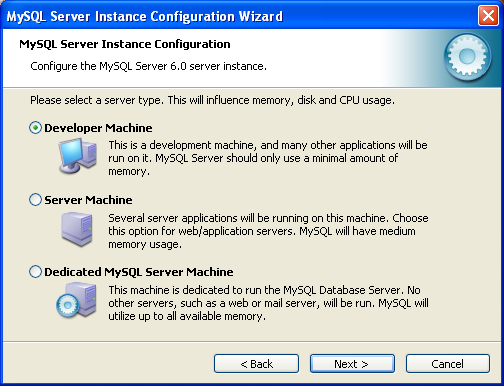 MySQL Server Instance Configuration Wizard
MySQL Server Instance Configuration
Configure the MySQL Server 6.0 server instance.
Please select a server type. This will influence memory, disk and CPU usage.
Developer Machine
This is a development machine, and many other applications will be
run on it. MySQL Server should only use a minimal amount of
memory.
Server Machine
Several server applications will be running on this machine. Choose
this option for web/application servers. MySQL will have medium
memory usage.
Dedicated MySQL Server Machine
This machine is dedicated to run the MySQL Database Server. No
other servers, such as a web or mail server, will be run. MySQL will
utilize up to all available memory.
< Back Next > Cancel